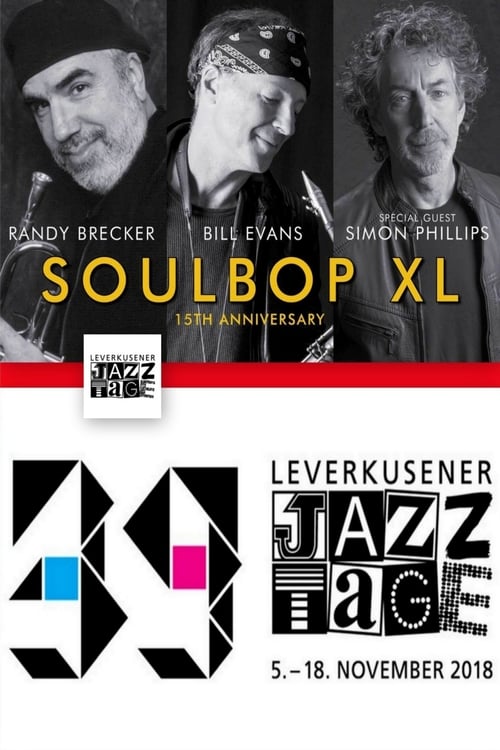 SPECIAL GUEST
RANDY BRECKER BILL EVANS SIMON PHILLIPS
SOULBOP XL
15TH ANNIVERSARY
LEVERKUSENER
JAZZ
TAGE
39
LEVERKUSENER
JAZZ
TAGE
5.–18. NOVEMBER 2018